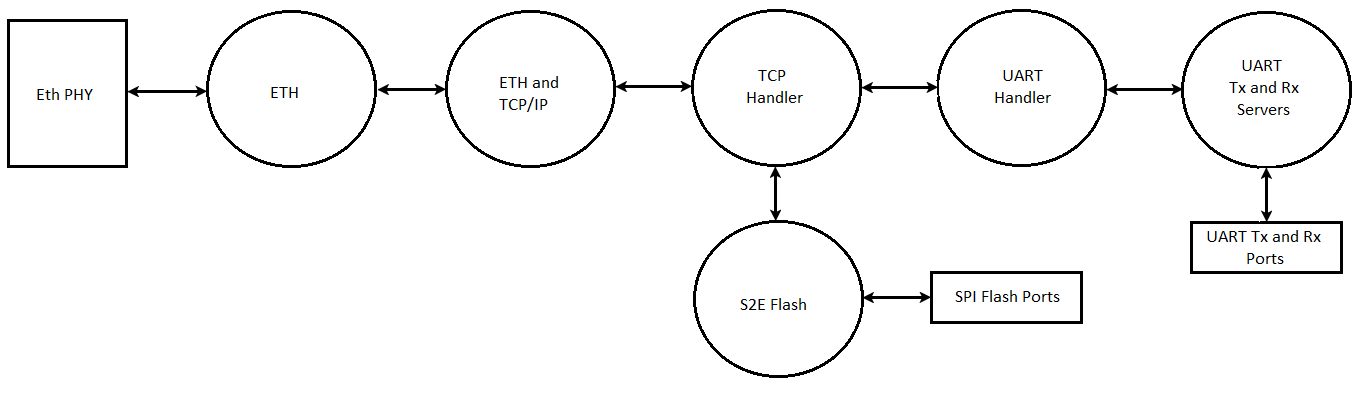 Eth PHY
ETH
ETH and
TCP/IP
TCP
Handler
UART
Handler
UART
Tx and Rx
Servers
UART Tx and Rx
Ports
S2E Flash
SPI Flash Ports